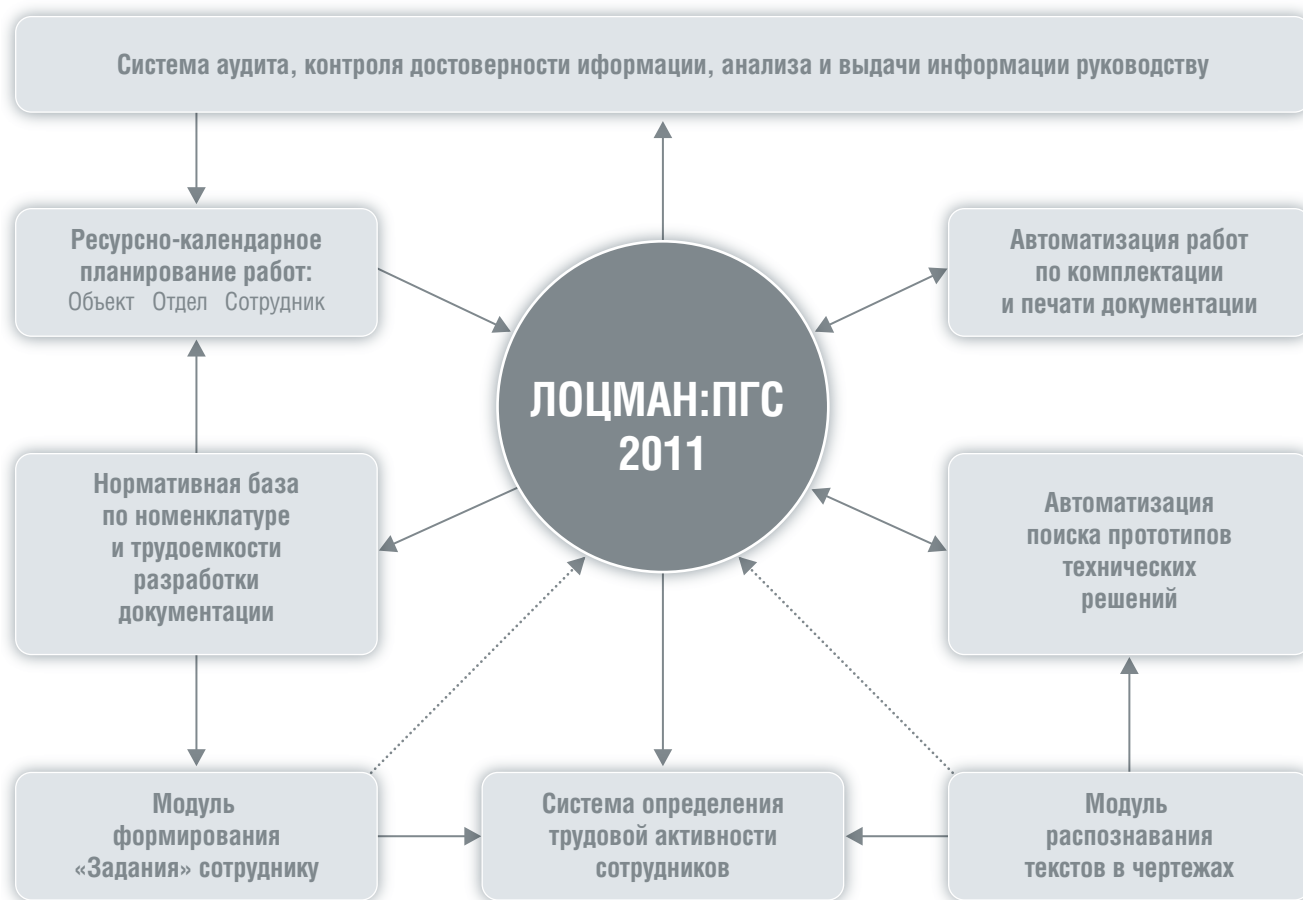 Система аудита, контроля достоверности иформации, анализа и выдачи информации руководству
Ресурсно-календарное
планирование работ:
Объект Отдел Сотрудник
Автоматизация работ
по комплектации
и печати документации
ЛОЦМАН:ПГС
2011
Нормативная база
по номенклатуре
и трудоемкости
разработки
документации
Автоматизация
поиска прототипов
технических
решений
Модуль
формирования
«Задания» сотруднику
Система определения
трудовой активности
сотрудников
Модуль
распознавания
текстов в чертежах